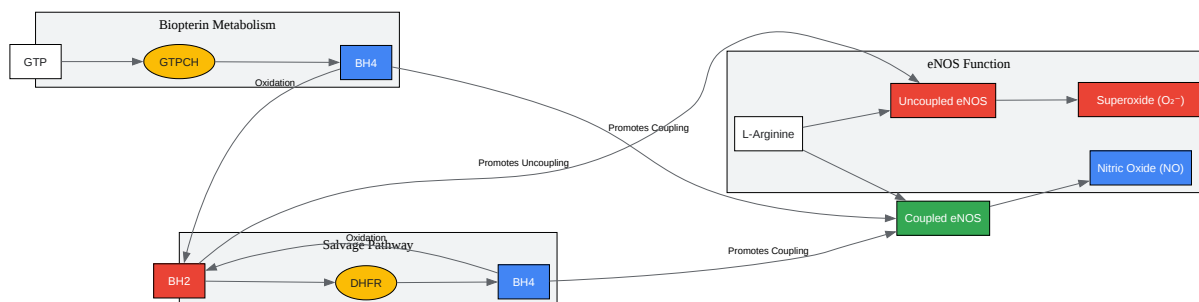 Biopterin Metabolism
GTP
GTPCH
BH4
Oxidation
eNOS Function
Uncoupled eNOS
Superoxide (O₂⁻)
L-Arginine
Promotes Coupling
Promotes Uncoupling
Nitric Oxide (NO)
Coupled eNOS
Oxidation
Salvage Pathway
Promotes Coupling
BH2
DHFR
BH4